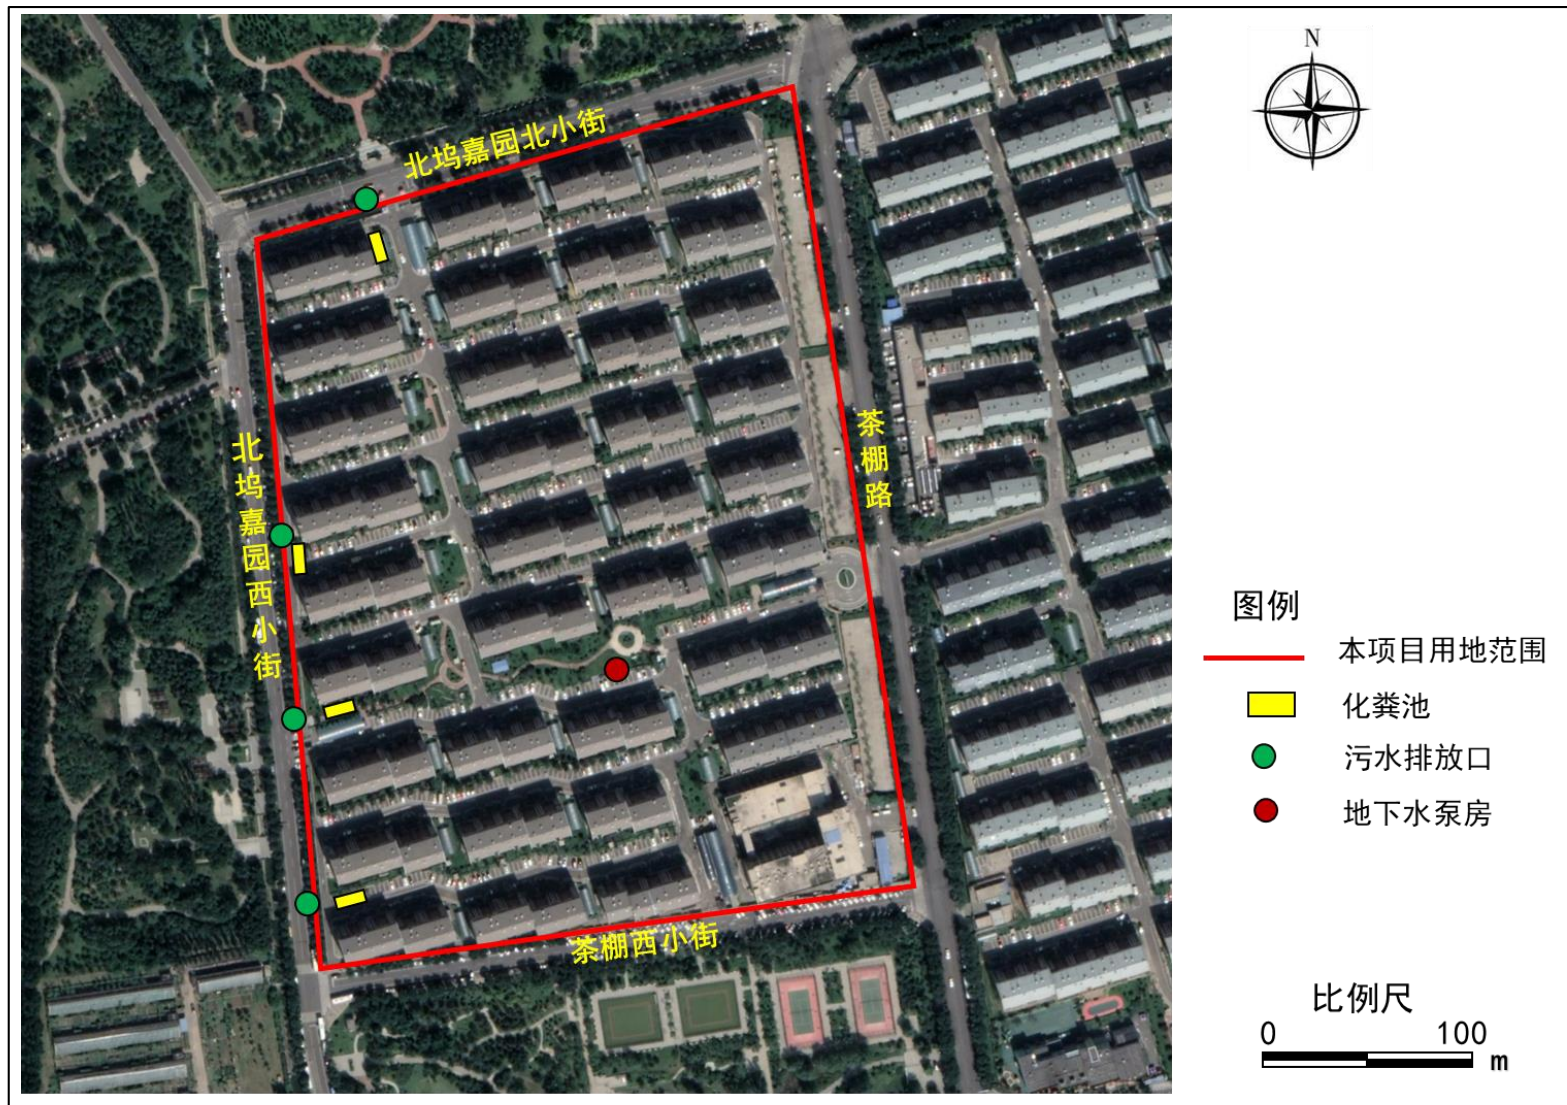 N
北坞嘉园北小街
北坞嘉园西小街
茶棚路
茶棚西小街
图例
本项目用地范围
化粪池
污水排放口
地下水泵房
比例尺
0 100 m